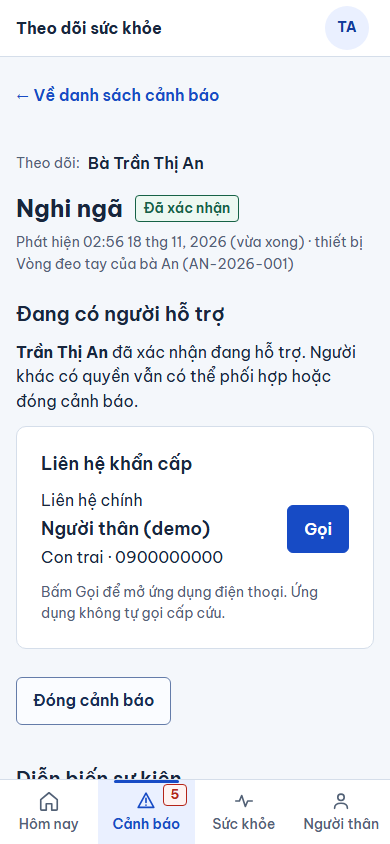 Theo dõi sức khỏe
TA
← Về danh sách cảnh báo
Theo dõi: Bà Trần Thị An
Nghi ngã Đã xác nhận
Phát hiện 02:56 18 thg 11, 2026 (vừa xong) · thiết bị
Vòng đeo tay của bà An (AN-2026-001)
Đang có người hỗ trợ
Trần Thị An đã xác nhận đang hỗ trợ. Người
khác có quyền vẫn có thể phối hợp hoặc
đóng cảnh báo.
Liên hệ khẩn cấp
Liên hệ chính
Người thân (demo)
Con trai · 0900000000
Gọi
Bấm Gọi để mở ứng dụng điện thoại. Ứng
dụng không tự gọi cấp cứu.
Đóng cảnh báo
Diễn biến sự kiện
5
Hôm nay Cảnh báo Sức khỏe Người thân